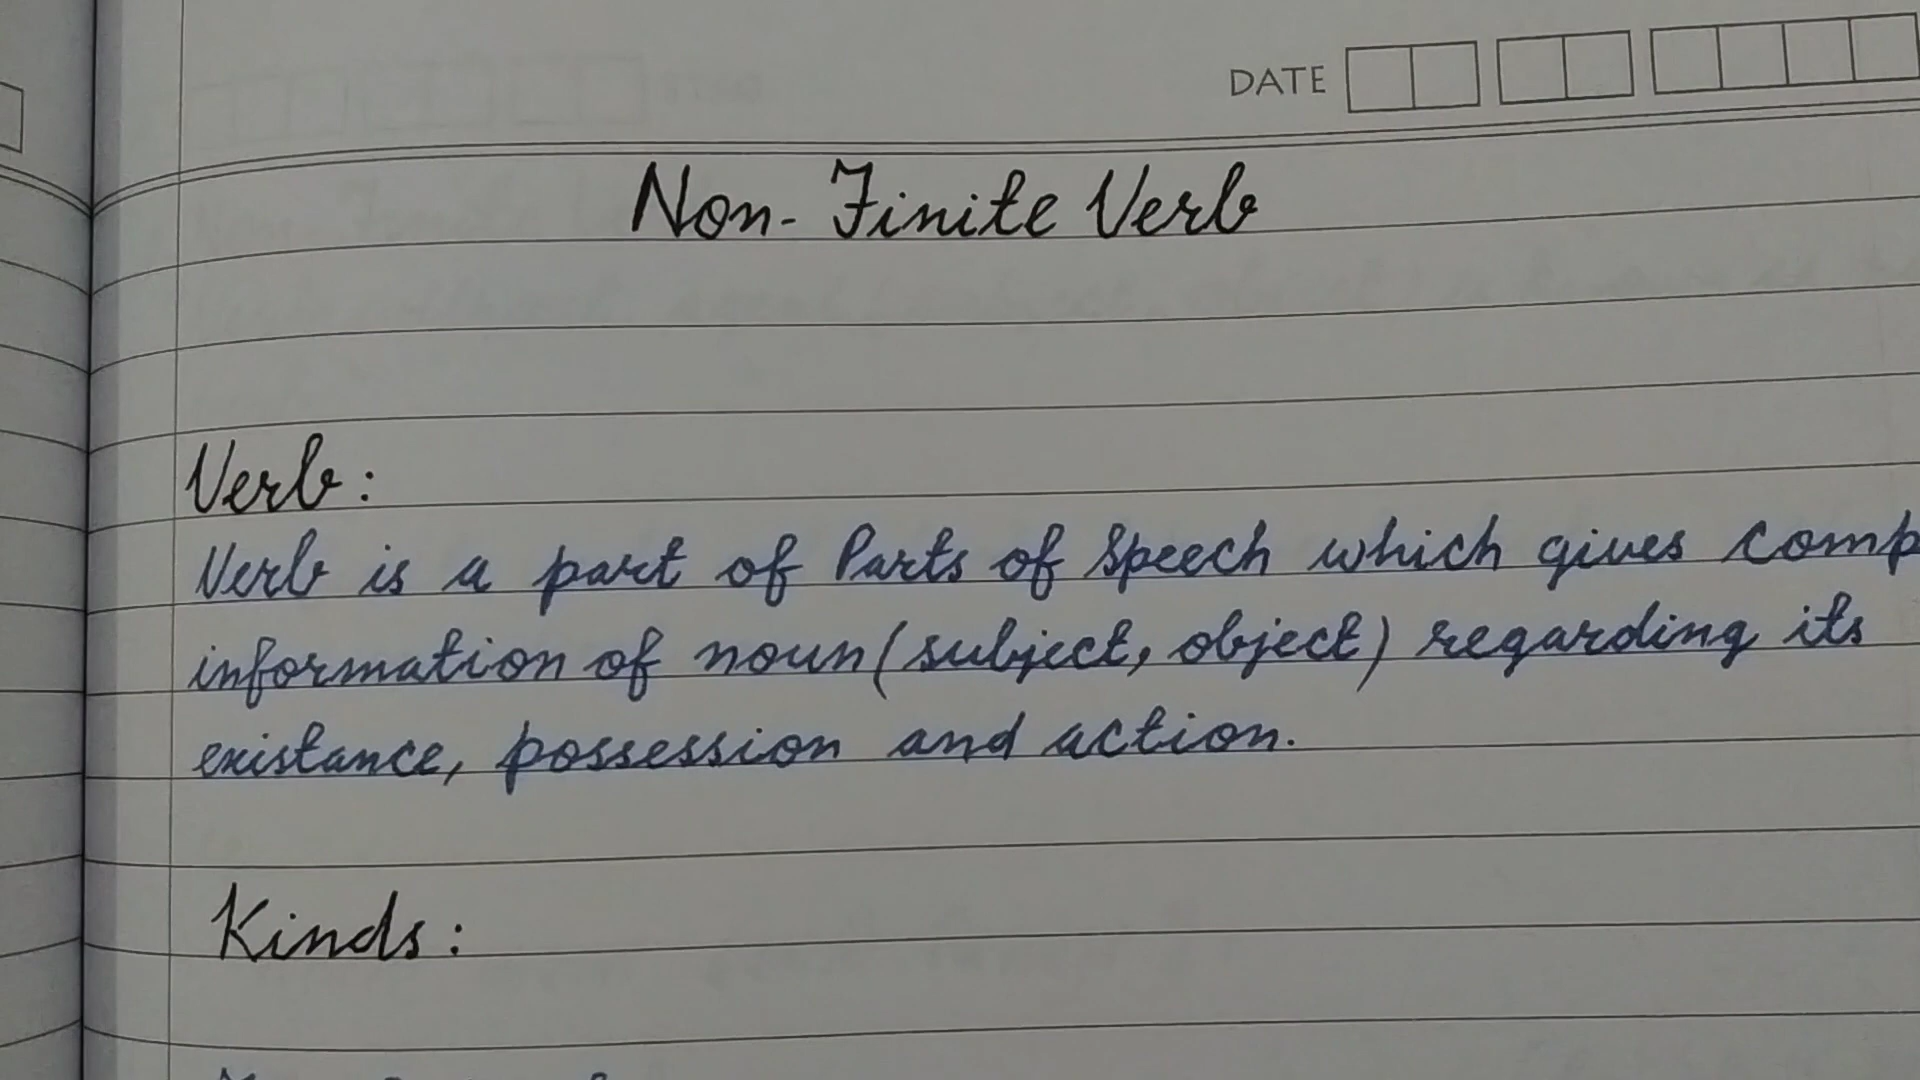 DATE
Non-Finite Verb
Verb:
Verb is a part of Parts of Speech which gives comp
information of noun (subject, object) regarding its
existance, possession and action.
Kinds: